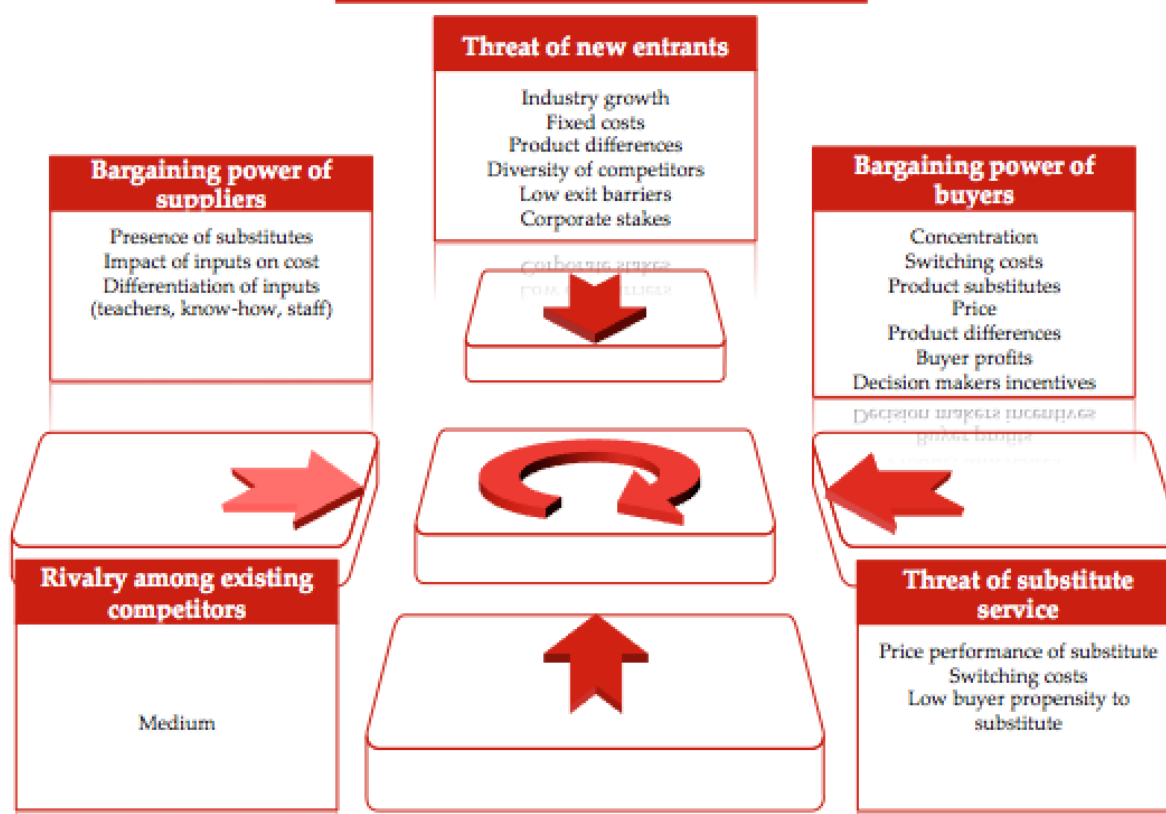 Threat of new entrants
Industry growth
Fixed costs
Product differences
Diversity of competitors
Low exit barriers
Corporate stakes
Bargaining power of
suppliers
Presence of substitutes
Impact of inputs on cost
Differentiation of inputs
(teachers, know-how, staff)
Bargaining power of
buyers
Concentration
Switching costs
Product substitutes
Price
Product differences
Buyer profits
Decision makers incentives
Rivalry among existing
competitors
Medium
Threat of substitute
service
Price performance of substitute
Switching costs
Low buyer propensity to
substitute